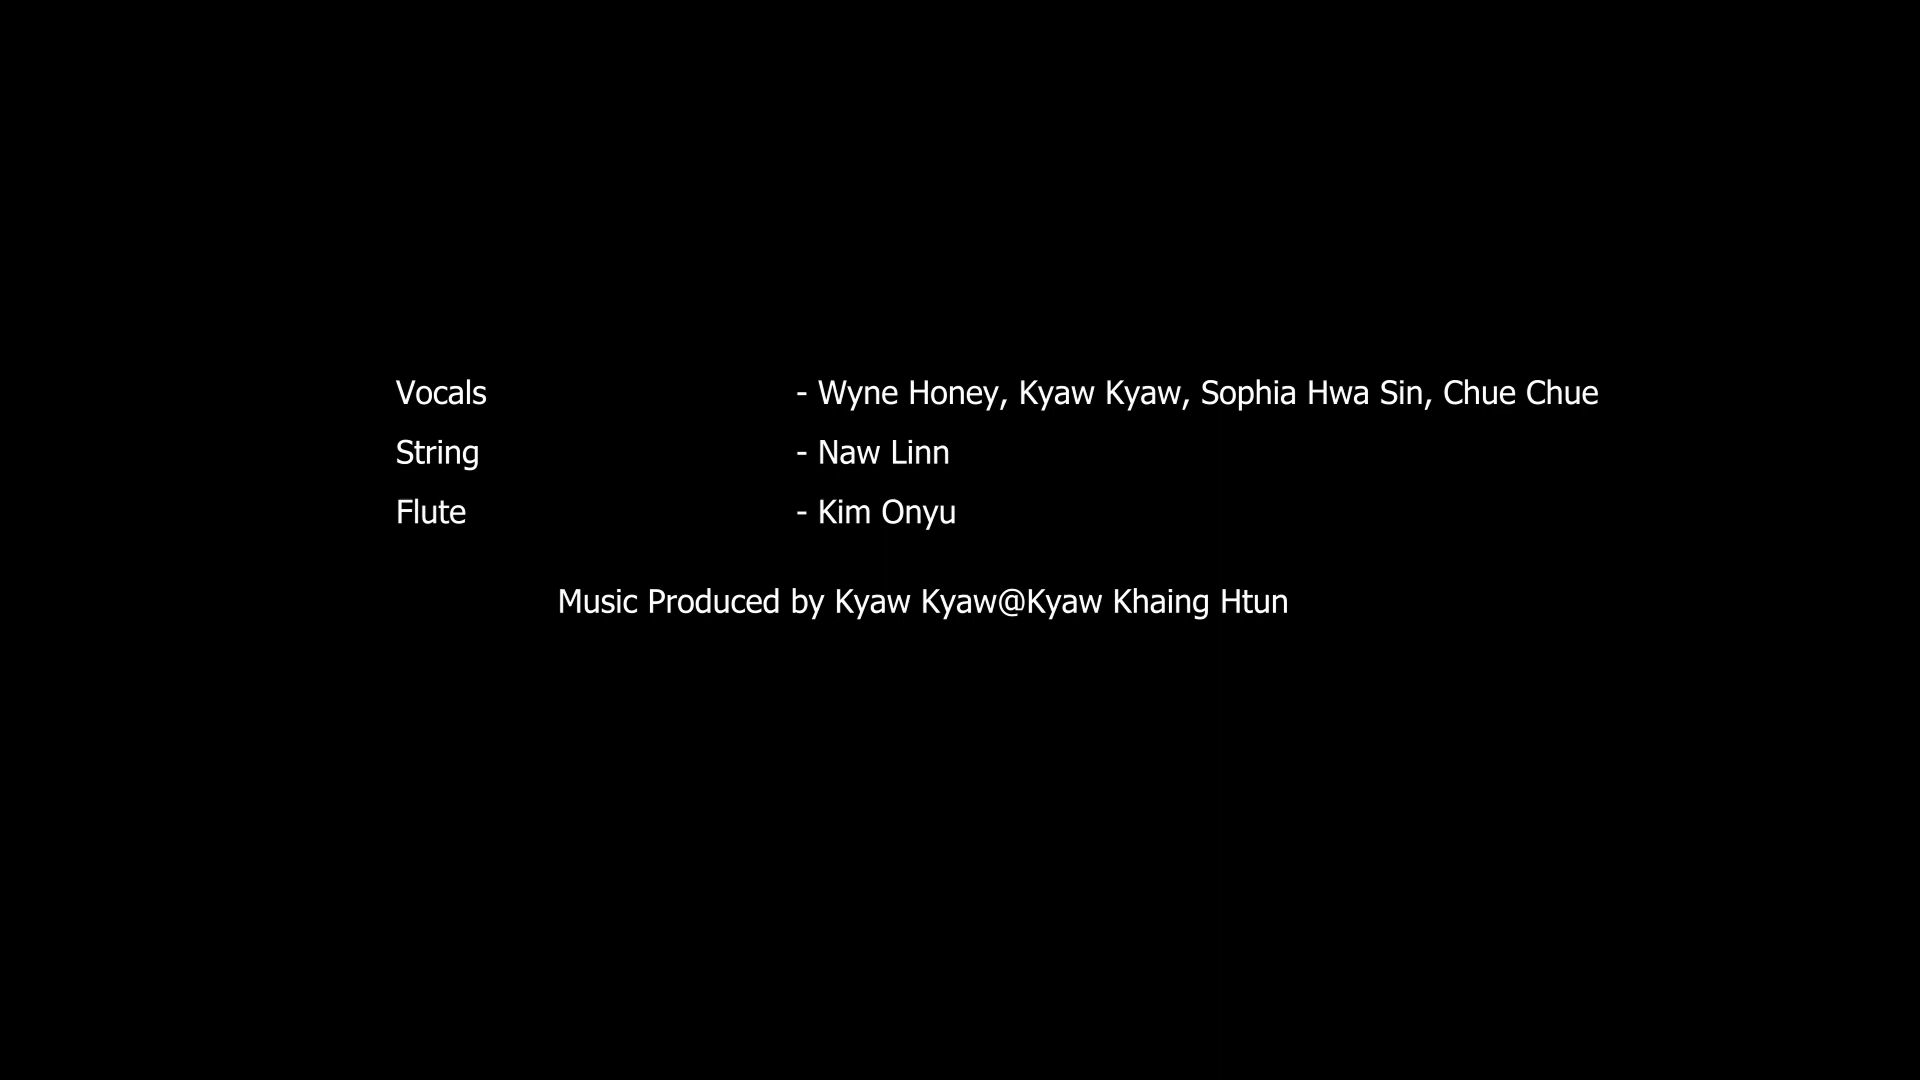 Vocals - Wyne Honey, Kyaw Kyaw, Sophia Hwa Sin, Chue Chue
String - Naw Linn
Flute - Kim Onyu
Music Produced by Kyaw Kyaw@Kyaw Khaing Htun